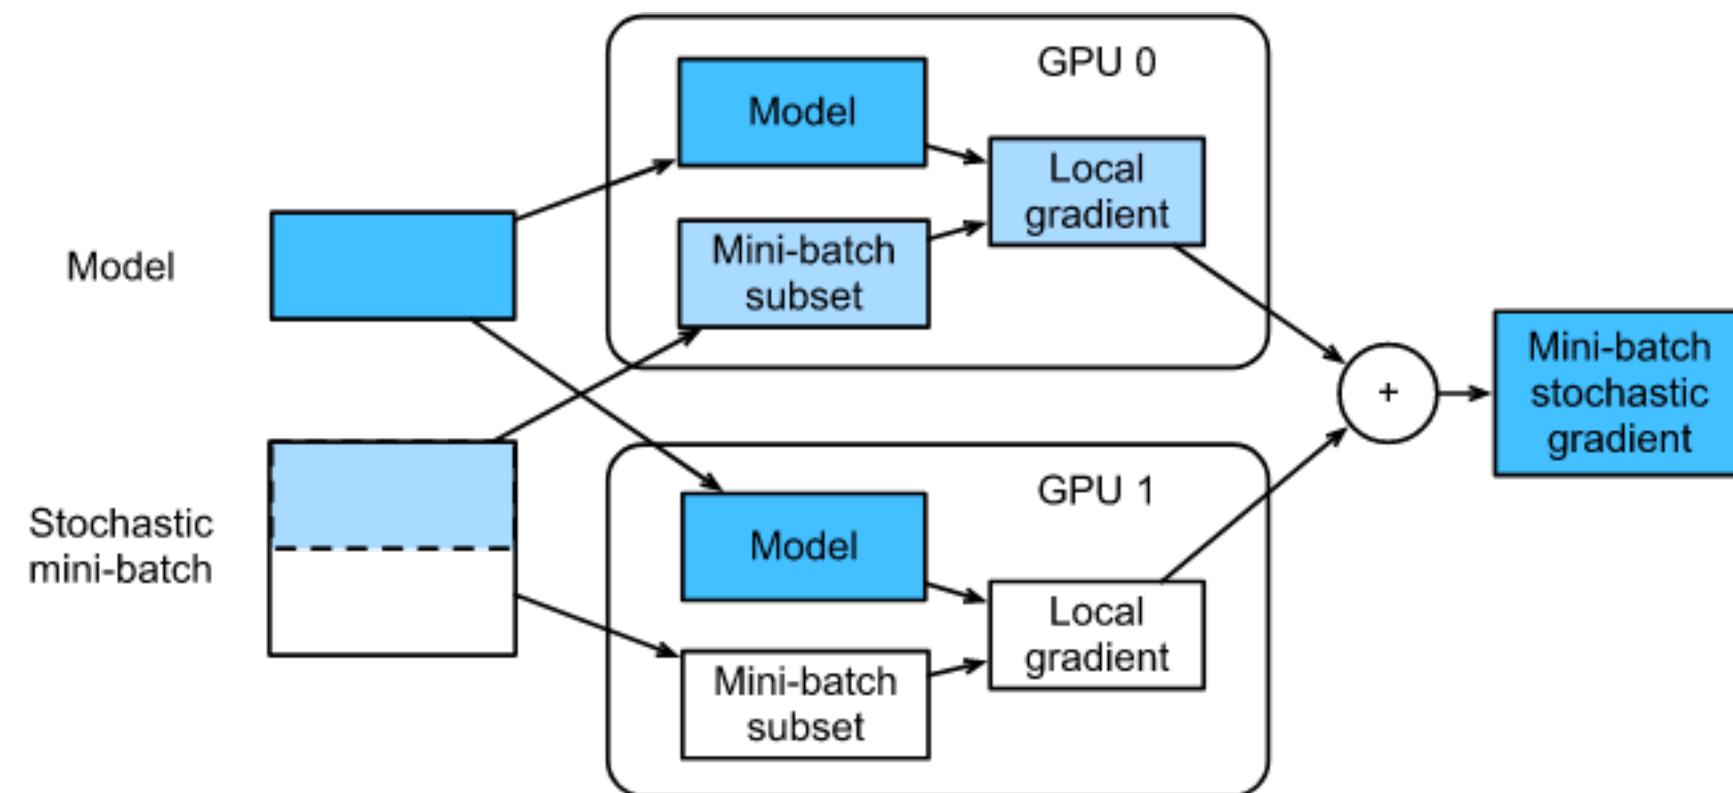 Model
Stochastic
mini-batch
GPU 0
Model
Mini-batch
subset
Local
gradient
GPU 1
Model
Mini-batch
subset
Local
gradient
+
Mini-batch
stochastic
gradient